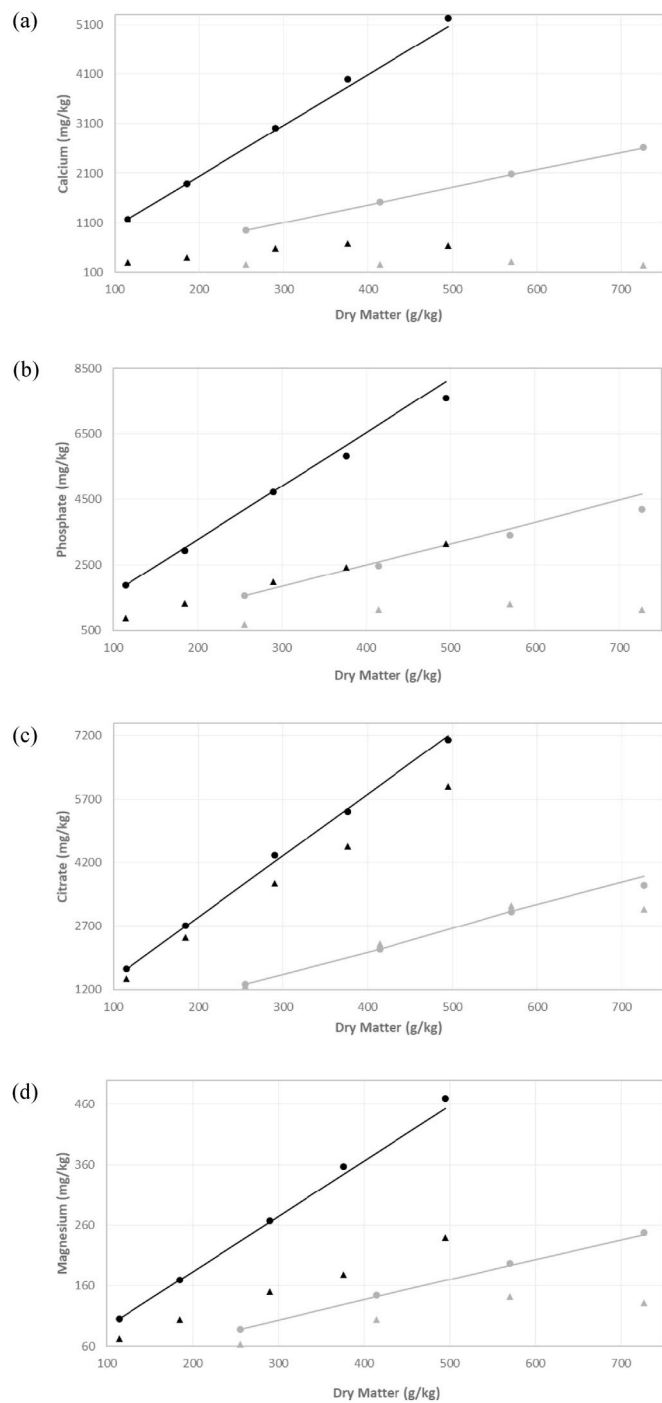 (a)
Calcium (mg/kg)
5100
4100
3100
2100
1100
100
100 200 300 400 500 600 700
Dry Matter (g/kg)
(b)
Phosphate (mg/kg)
8500
6500
4500
2500
500
100 200 300 400 500 600 700
Dry Matter (g/kg)
(c)
Citrate (mg/kg)
7200
5700
4200
2700
1200
100 200 300 400 500 600 700
Dry Matter (g/kg)
(d)
Magnesium (mg/kg)
460
360
260
160
60
100 200 300 400 500 600 700
Dry Matter (g/kg)